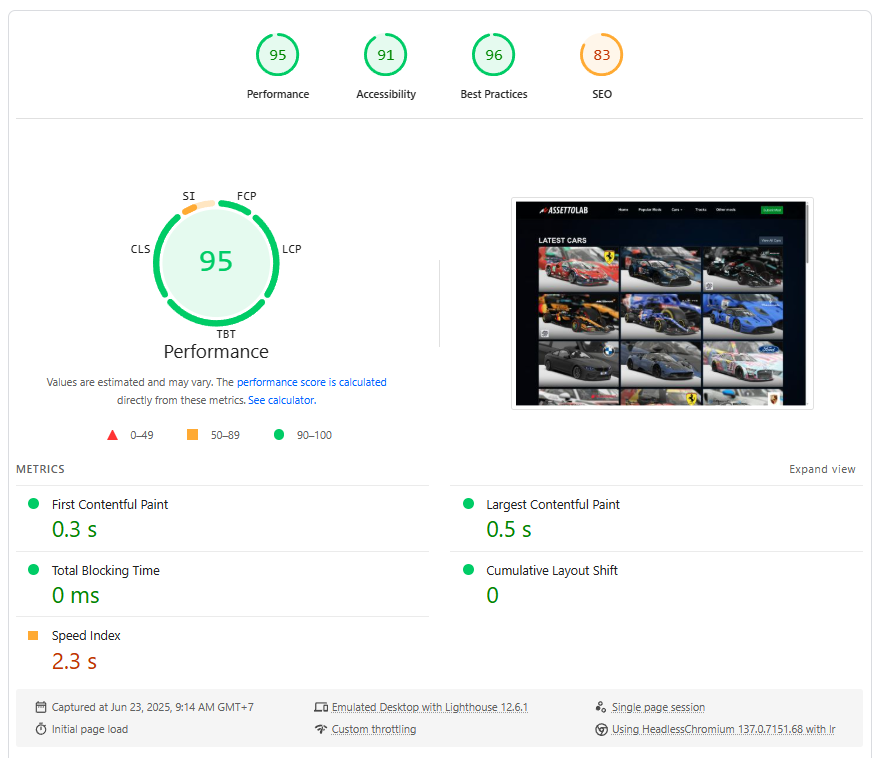 95 91 96 83
Performance Accessibility Best Practices SEO
SI FCP
CLS LCP
95
TBT
Performance
Values are estimated and may vary. The performance score is calculated
directly from these metrics. See calculator.
0–49 50–89 90–100
ASSETTOLAB Home Popular Mods Cars Tracks Other mods
LATEST CARS View All Cars
METRICS Expand view
First Contentful Paint
0.3 s
Largest Contentful Paint
0.5 s
Total Blocking Time
0 ms
Cumulative Layout Shift
0
Speed Index
2.3 s
Captured at Jun 23, 2025, 9:14 AM GMT+7
Emulated Desktop with Lighthouse 12.6.1
Single page session
Initial page load
Custom throttling
Using HeadlessChromium 137.0.7151.68 with lr